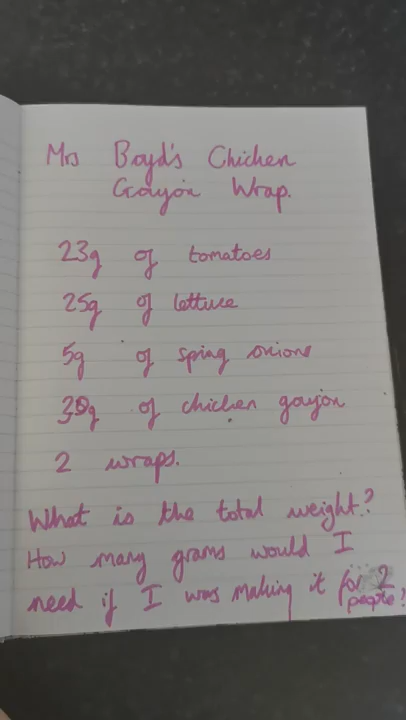 Mrs Boyd's Chicken
Goujon Wrap.
23g of tomatoes
25g of lettuce
5g of spring onions
30g of chicken goujon
2 wraps.
What is the total weight?
How many grams would I
need if I was making it for 2
people?